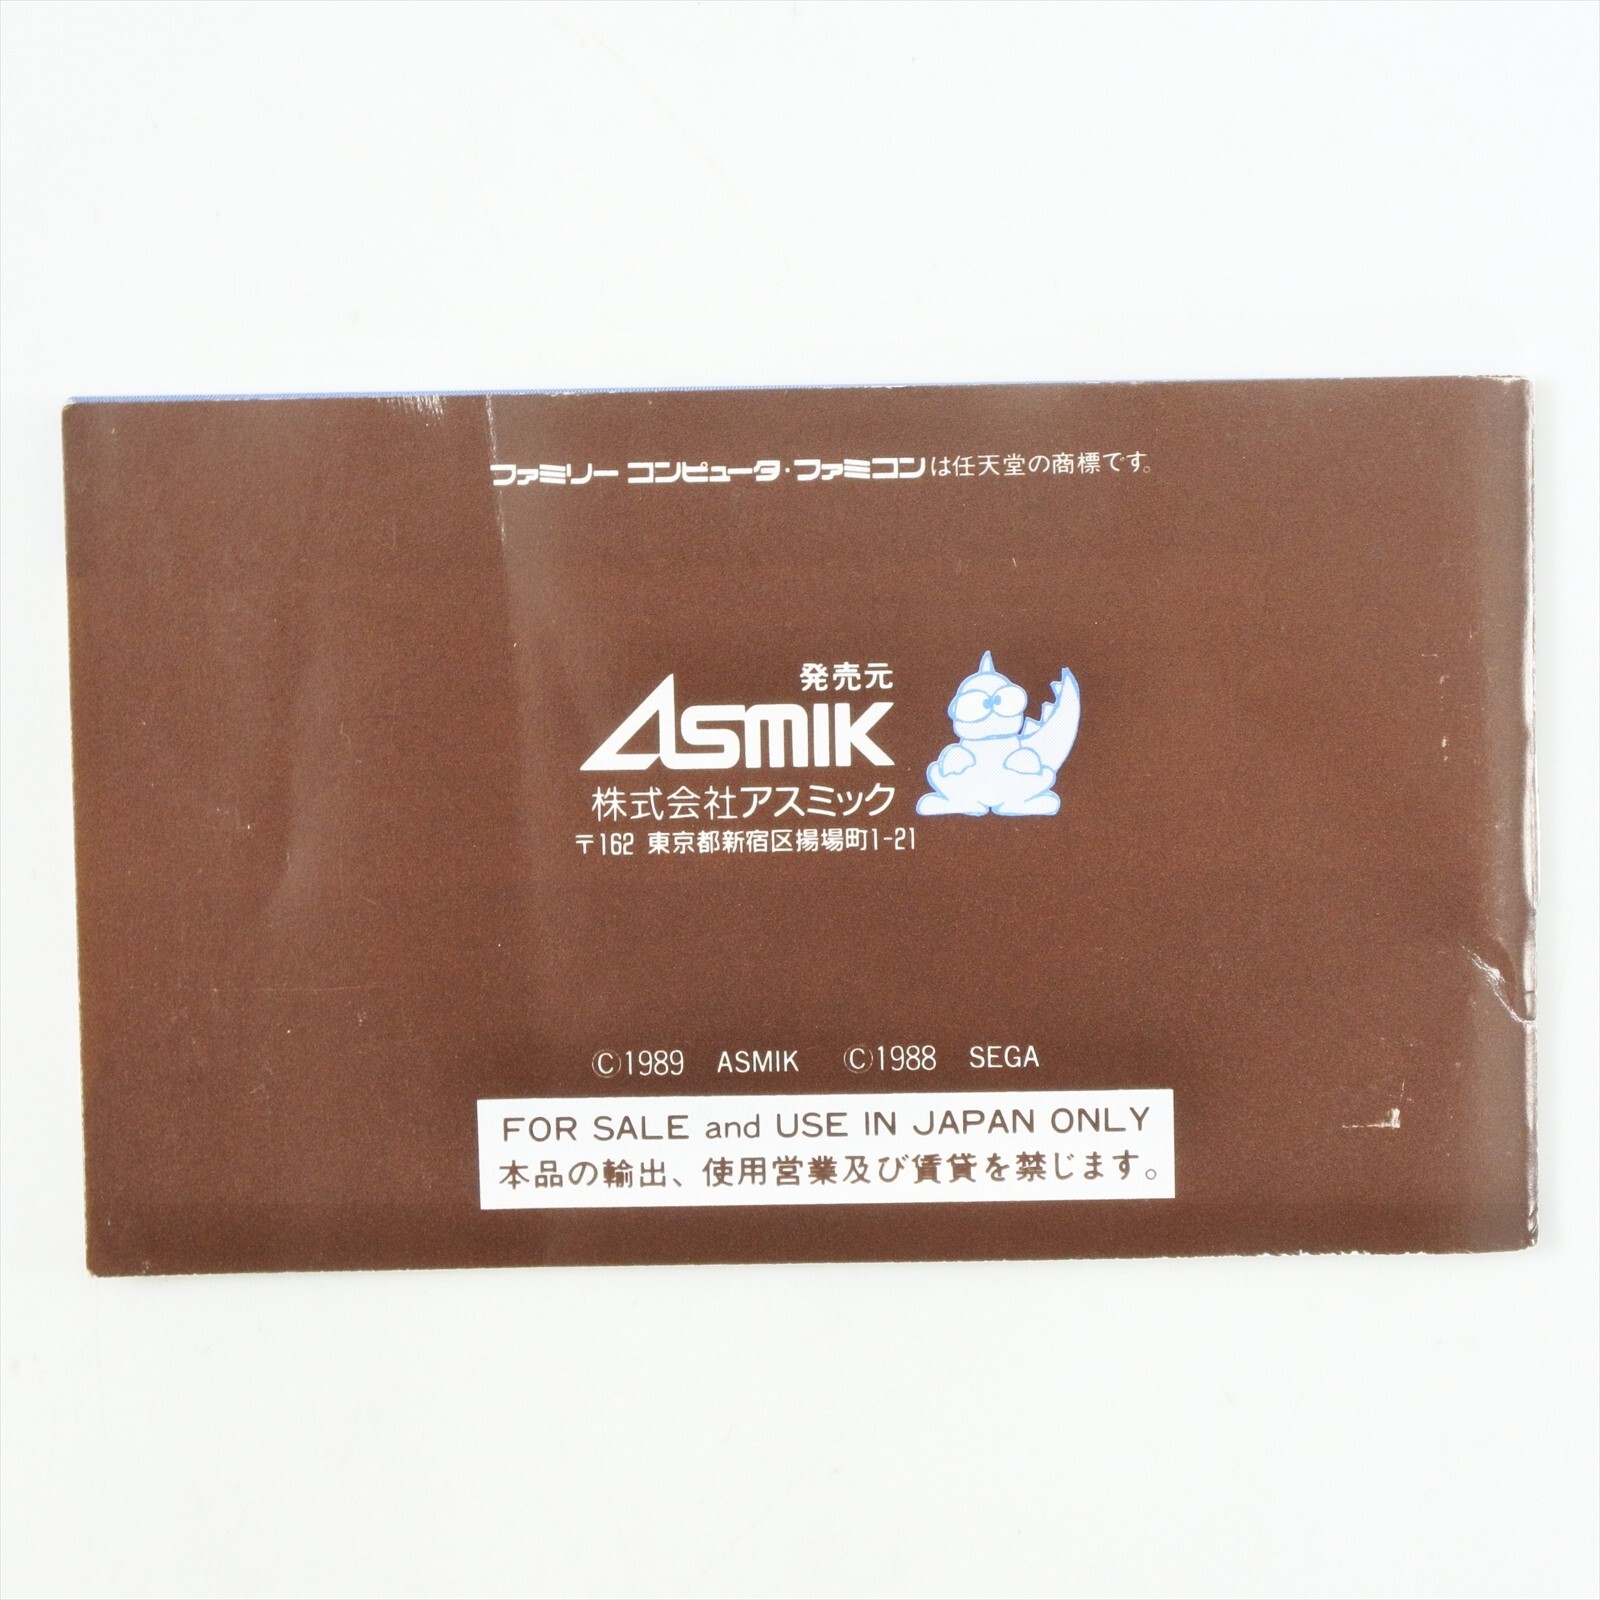 ファミリー コンピュータ・ファミコンは任天堂の商標です。
発売元
ASMIK
株式会社アスミック
〒162 東京都新宿区揚場町1-21
©1989 ASMIK ©1988 SEGA
FOR SALE and USE IN JAPAN ONLY
本品の輸出、使用営業及び賃貸を禁じます。